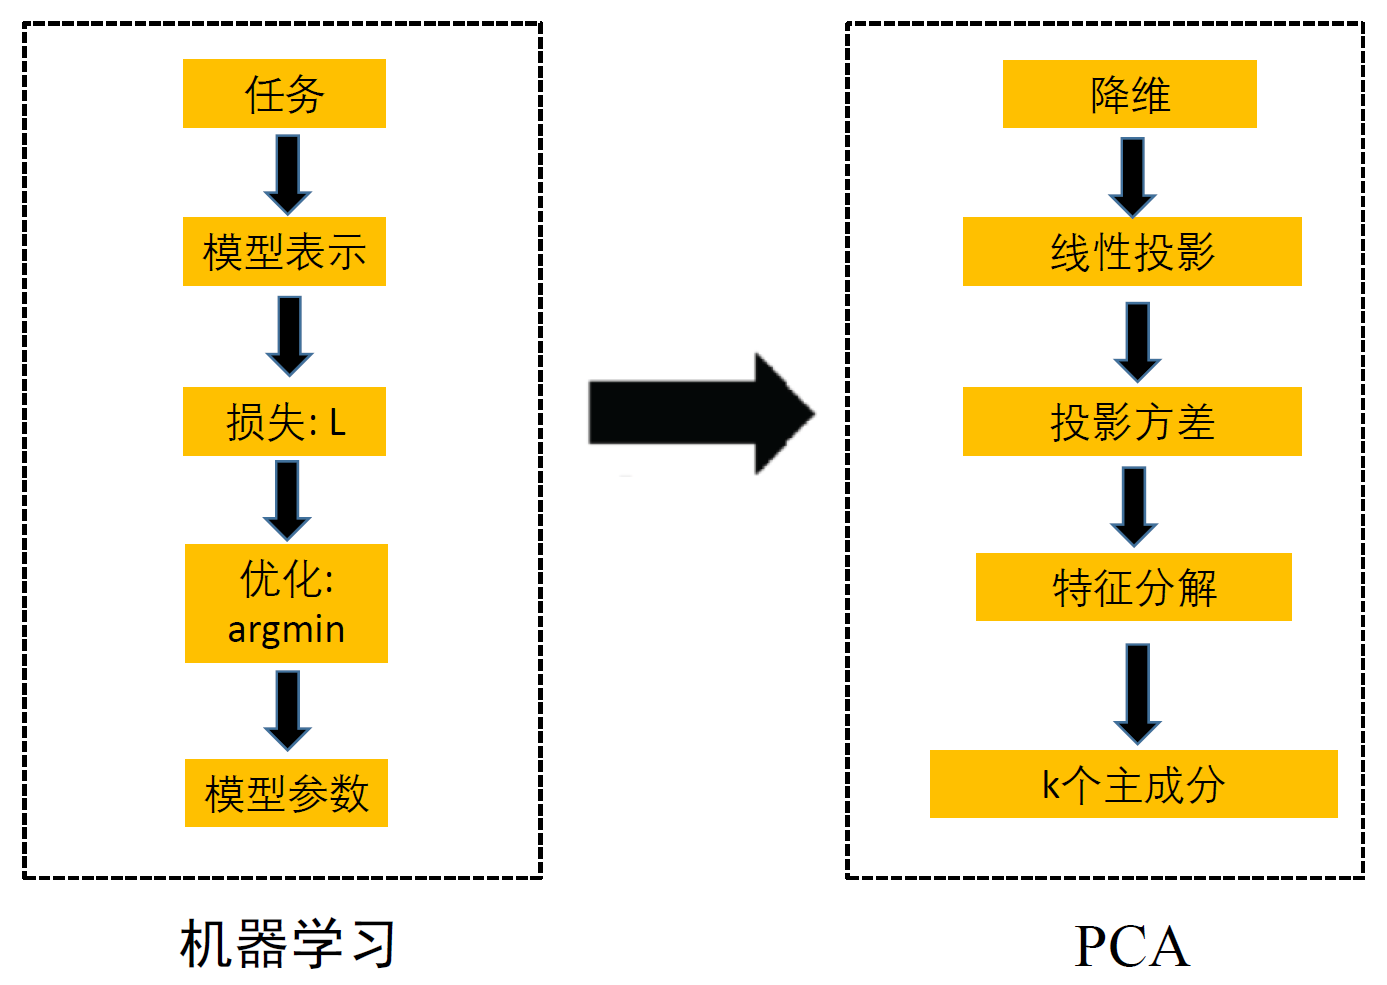 任务
模型表示
损失: L
优化:
argmin
模型参数
机器学习
降维
线性投影
投影方差
特征分解
k个主成分
PCA